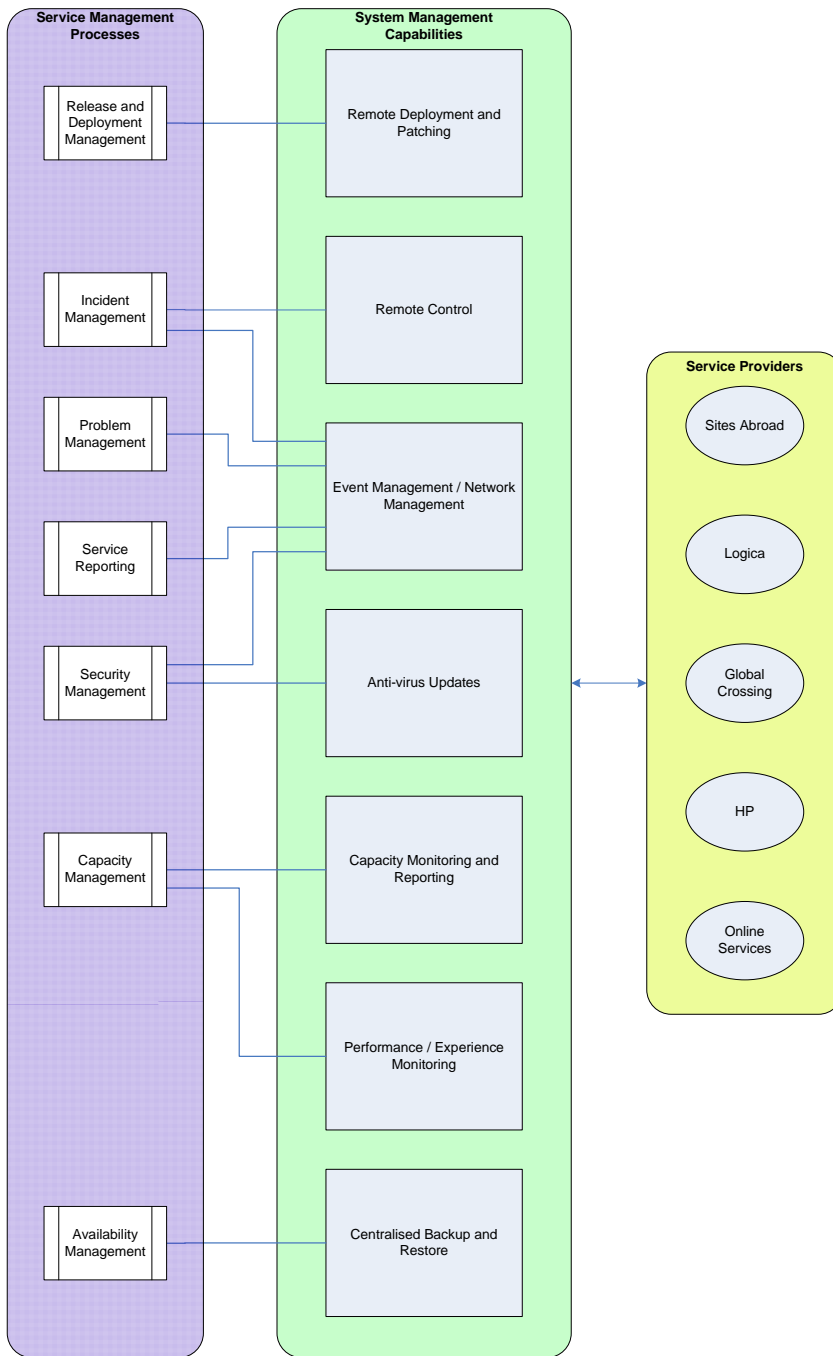 Service Management
Processes
Release and
Deployment
Management
Incident
Management
Problem
Management
Service
Reporting
Security
Management
Capacity
Management
Availability
Management
System Management
Capabilities
Remote Deployment and
Patching
Remote Control
Event Management / Network
Management
Anti-virus Updates
Capacity Monitoring and
Reporting
Performance / Experience
Monitoring
Centralised Backup and
Restore
Service Providers
Sites Abroad
Logica
Global
Crossing
HP
Online
Services